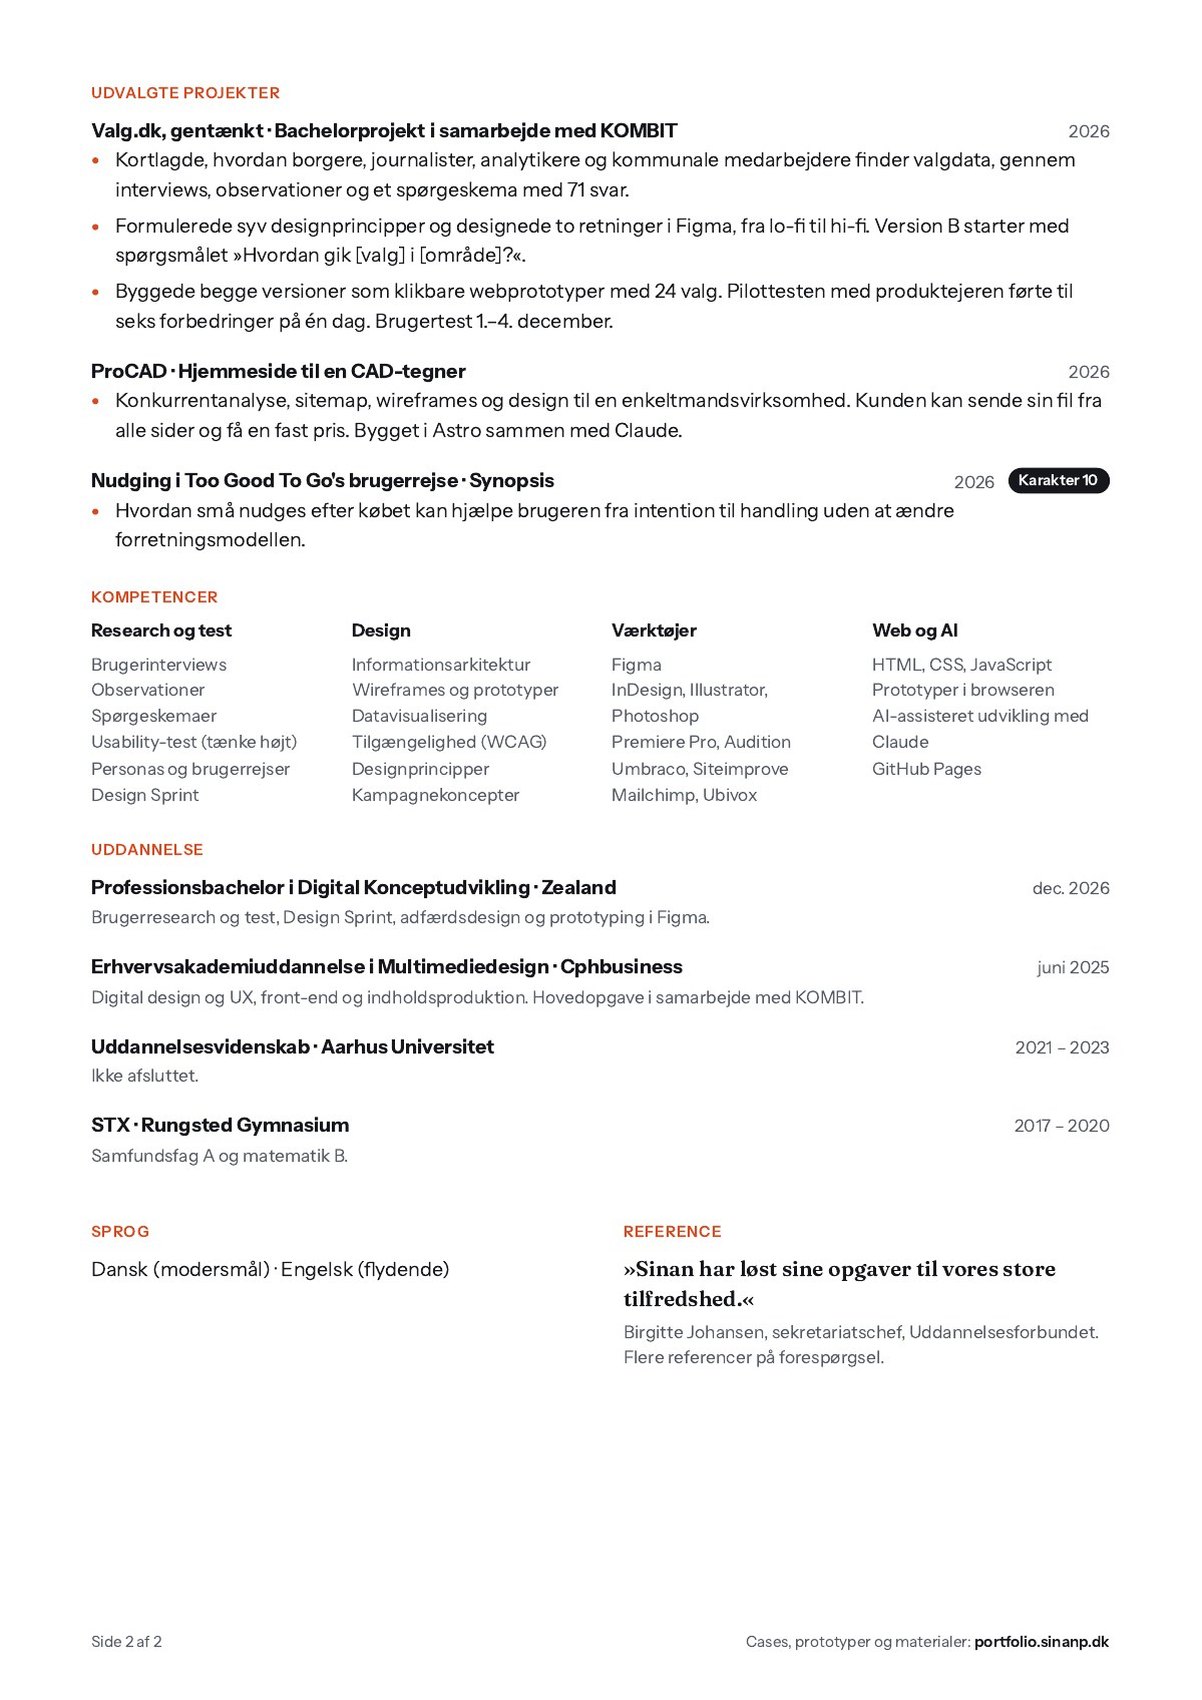 UDVALGTE PROJEKTER
Valg.dk, gentænkt · Bachelorprojekt i samarbejde med KOMBIT 2026
• Kortlagde, hvordan borgere, journalister, analytikere og kommunale medarbejdere finder valgdata, gennem
interviews, observationer og et spørgeskema med 71 svar.
• Formulerede syv designprincipper og designede to retninger i Figma, fra lo-fi til hi-fi. Version B starter med
spørgsmålet »Hvordan gik [valg] i [område]?«.
• Byggede begge versioner som klikbare webprototyper med 24 valg. Pilottesten med produktejeren førte til
seks forbedringer på én dag. Brugertest 1.–4. december.
ProCAD · Hjemmeside til en CAD-tegner 2026
• Konkurrentanalyse, sitemap, wireframes og design til en enkeltmandsvirksomhed. Kunden kan sende sin fil fra
alle sider og få en fast pris. Bygget i Astro sammen med Claude.
Nudging i Too Good To Go's brugerrejse · Synopsis 2026 Karakter 10
• Hvordan små nudges efter købet kan hjælpe brugeren fra intention til handling uden at ændre
forretningsmodellen.
KOMPETENCER
Research og test
Brugerinterviews
Observationer
Spørgeskemaer
Usability-test (tænke højt)
Personas og brugerrejser
Design Sprint
Design
Informationsarkitektur
Wireframes og prototyper
Datavisualisering
Tilgængelighed (WCAG)
Designprincipper
Kampagnekoncepter
Værktøjer
Figma
InDesign, Illustrator,
Photoshop
Premiere Pro, Audition
Umbraco, Siteimprove
Mailchimp, Ubivox
Web og AI
HTML, CSS, JavaScript
Prototyper i browseren
AI-assisteret udvikling med
Claude
GitHub Pages
UDDANNELSE
Professionsbachelor i Digital Konceptudvikling · Zealand dec. 2026
Brugerresearch og test, Design Sprint, adfærdsdesign og prototyping i Figma.
Erhvervsakademiuddannelse i Multimediedesign · Cphbusiness juni 2025
Digital design og UX, front-end og indholdsproduktion. Hovedopgave i samarbejde med KOMBIT.
Uddannelsesvidenskab · Aarhus Universitet 2021 – 2023
Ikke afsluttet.
STX · Rungsted Gymnasium 2017 – 2020
Samfundsfag A og matematik B.
SPROG
Dansk (modersmål) · Engelsk (flydende)
REFERENCE
»Sinan har løst sine opgaver til vores store
tilfredshed.«
Birgitte Johansen, sekretariatschef, Uddannelsesforbundet.
Flere referencer på forespørgsel.
Side 2 af 2
Cases, prototyper og materialer: portfolio.sinanp.dk